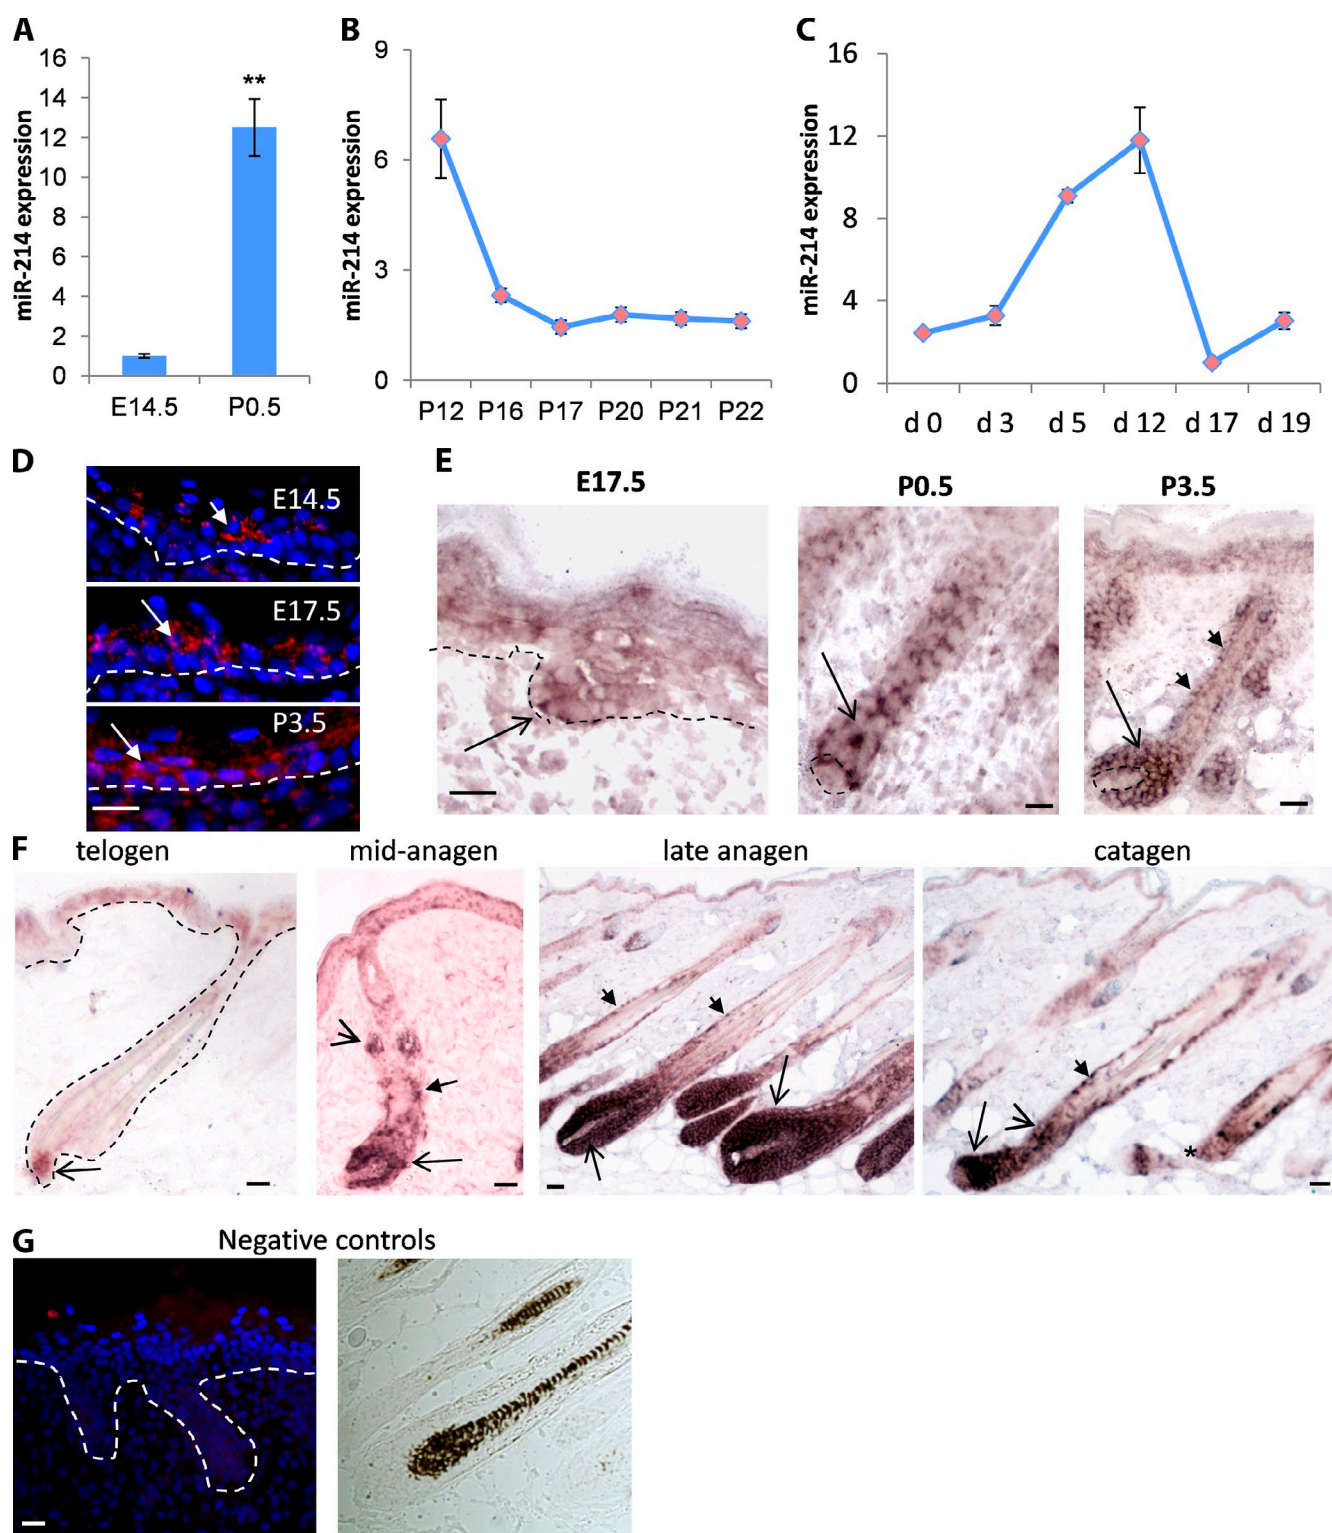 A
B
C
miR-214 expression
16
14
12
10
8
6
4
2
0
**
E14.5
P0.5
miR-214 expression
9
6
3
0
P12
P16
P17
P20
P21
P22
miR-214 expression
16
12
8
4
0
d 0
d 3
d 5
d 12
d 17
d 19
D
E14.5
E17.5
P3.5
E
E17.5
P0.5
P3.5
F
telogen
mid-anagen
late anagen
catagen
*
G
Negative controls